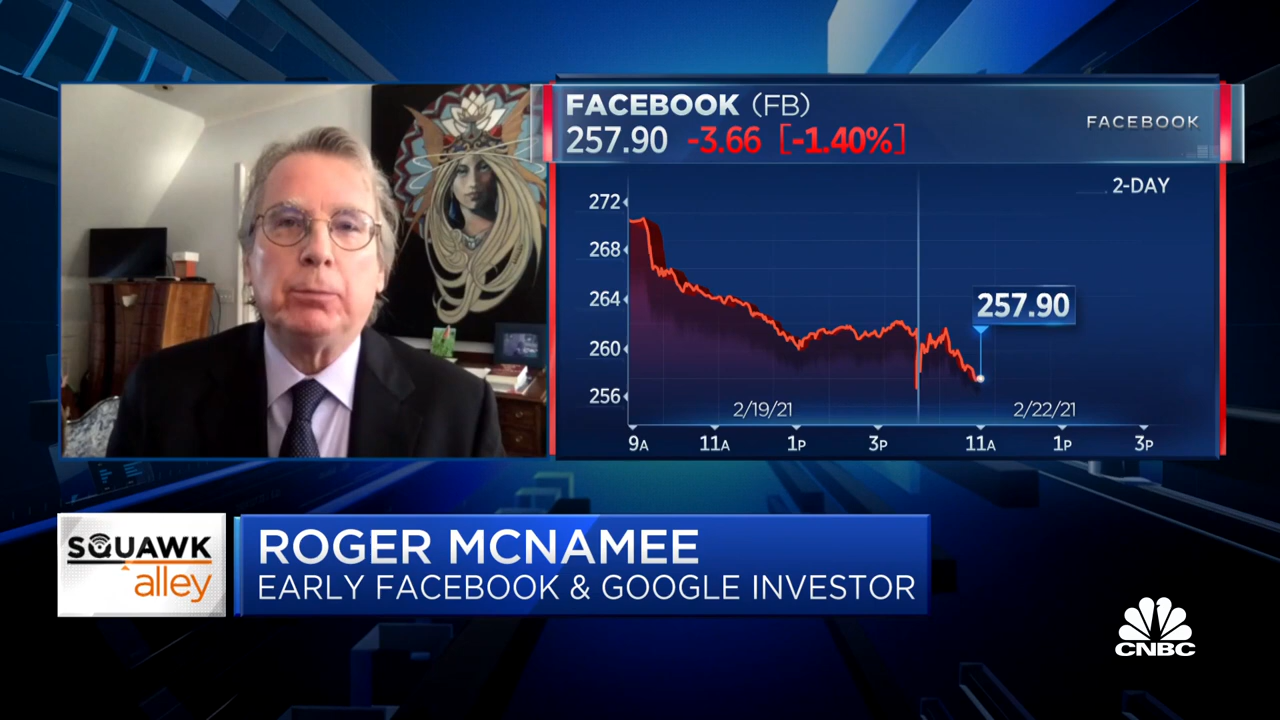 FACEBOOK (FB)
257.90 -3.66 [-1.40%]
FACEBOOK
2-DAY
272
268
264
260
256
257.90
2/19/21
2/22/21
9A 11A 1P 3P 11A 1P 3P
SQUAWK
alley
ROGER MCNAMEE
EARLY FACEBOOK & GOOGLE INVESTOR
CNBC